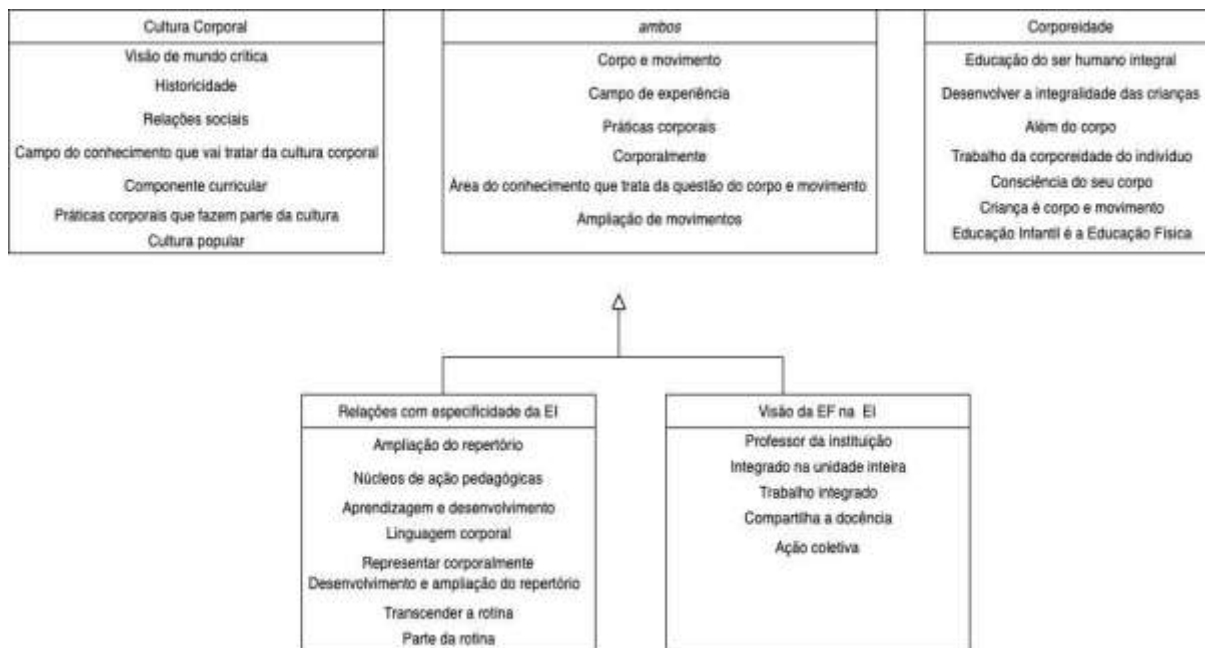 Cultura Corporal
Visão de mundo crítica
Historicidade
Relações sociais
Campo do conhecimento que vai tratar da cultura corporal
Componente curricular
Práticas corporais que fazem parte da cultura
Cultura popular
ambos
Corpo e movimento
Campo de experiência
Práticas corporais
Corporalmente
Área do conhecimento que trata da questão do corpo e movimento
Ampliação de movimentos
Corporeidade
Educação do ser humano integral
Desenvolver a integralidade das crianças
Além do corpo
Trabalho da corporeidade do indivíduo
Consciência do seu corpo
Criança é corpo e movimento
Educação Infantil é a Educação Física
Relações com especificidade da EI
Ampliação do repertório
Núcleos de ação pedagógicas
Aprendizagem e desenvolvimento
Linguagem corporal
Representar corporalmente
Desenvolvimento e ampliação do repertório
Transcender a rotina
Parte da rotina
Visão da EF na EI
Professor da instituição
Integrado na unidade inteira
Trabalho integrado
Compartilha a docência
Ação coletiva